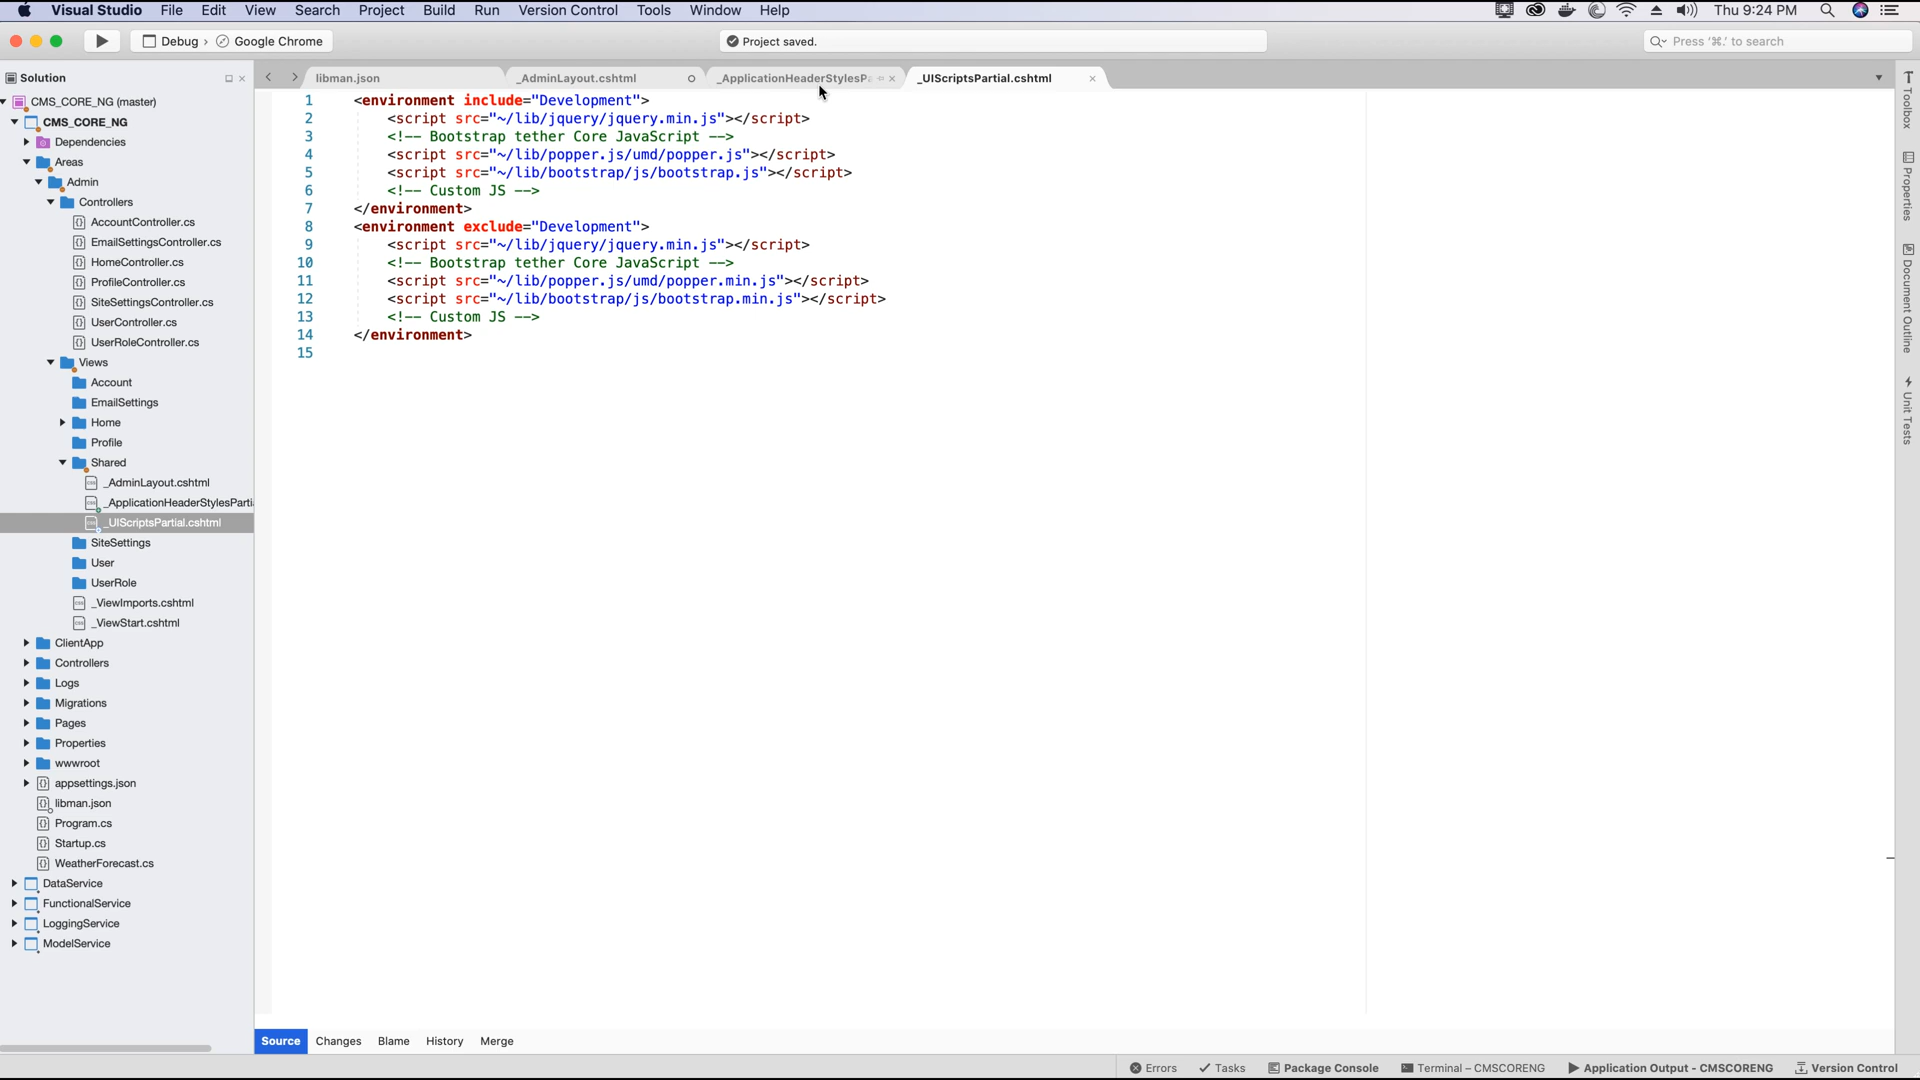 Visual Studio File Edit View Search Project Build Run Version Control Tools Window Help Thu 9:24 PM
Debug › Google Chrome Project saved. Press '⌘.' to search
Solution
libman.json _AdminLayout.cshtml _ApplicationHeaderStylesPa _UIScriptsPartial.cshtml
CMS_CORE_NG (master)
CMS_CORE_NG
Dependencies
Areas
Admin
Controllers
AccountController.cs
EmailSettingsController.cs
HomeController.cs
ProfileController.cs
SiteSettingsController.cs
UserController.cs
UserRoleController.cs
Views
Account
EmailSettings
Home
Profile
Shared
_AdminLayout.cshtml
_ApplicationHeaderStylesParti
_UIScriptsPartial.cshtml
SiteSettings
User
UserRole
_ViewImports.cshtml
_ViewStart.cshtml
ClientApp
Controllers
Logs
Migrations
Pages
Properties
wwwroot
appsettings.json
libman.json
Program.cs
Startup.cs
WeatherForecast.cs
DataService
FunctionalService
LoggingService
ModelService
1 <environment include="Development">
2 <script src="~/lib/jquery/jquery.min.js"></script>
3 <!-- Bootstrap tether Core JavaScript -->
4 <script src="~/lib/popper.js/umd/popper.js"></script>
5 <script src="~/lib/bootstrap/js/bootstrap.js"></script>
6 <!-- Custom JS -->
7 </environment>
8 <environment exclude="Development">
9 <script src="~/lib/jquery/jquery.min.js"></script>
10 <!-- Bootstrap tether Core JavaScript -->
11 <script src="~/lib/popper.js/umd/popper.min.js"></script>
12 <script src="~/lib/bootstrap/js/bootstrap.min.js"></script>
13 <!-- Custom JS -->
14 </environment>
15
Toolbox
Properties
Document Outline
Unit Tests
Source Changes Blame History Merge
Errors Tasks Package Console Terminal – CMSCORENG Application Output - CMSCORENG Version Control